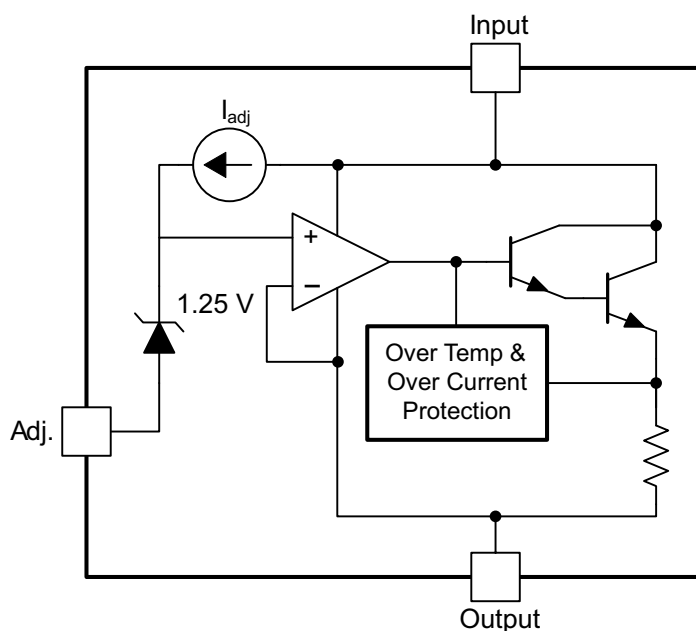 Input
Iadj
+
−
1.25 V
Over Temp &
Over Current
Protection
Adj.
Output